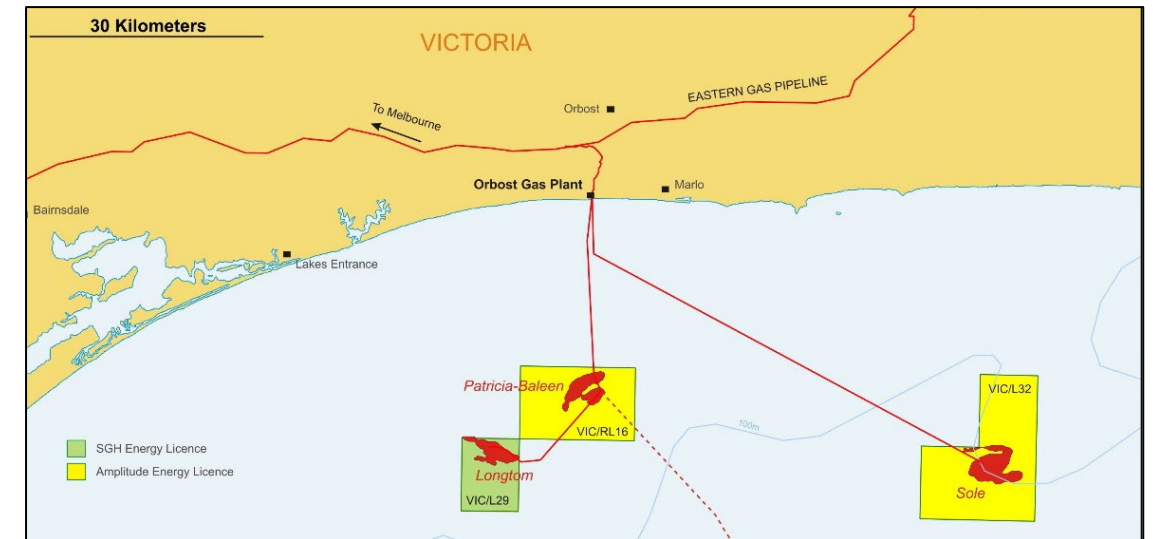 30 Kilometers
VICTORIA
EASTERN GAS PIPELINE
Orbost
To Melbourne
Orbost Gas Plant
Marlo
Bairnsdale
Lakes Entrance
Patricia-Baleen
VIC/L32
VIC/RL16
100m
SGH Energy Licence
Amplitude Energy Licence
Longtom
VIC/L29
Sole